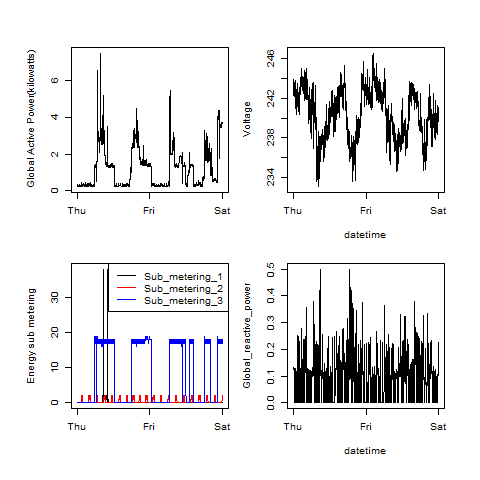 Global Active Power(kilowatts)
0 2 4 6
Thu Fri Sat
Voltage
234 238 242 246
Thu Fri Sat
datetime
Energy sub metering
0 10 20 30
Sub_metering_1
Sub_metering_2
Sub_metering_3
Thu Fri Sat
Global_reactive_power
0.0 0.1 0.2 0.3 0.4 0.5
Thu Fri Sat
datetime